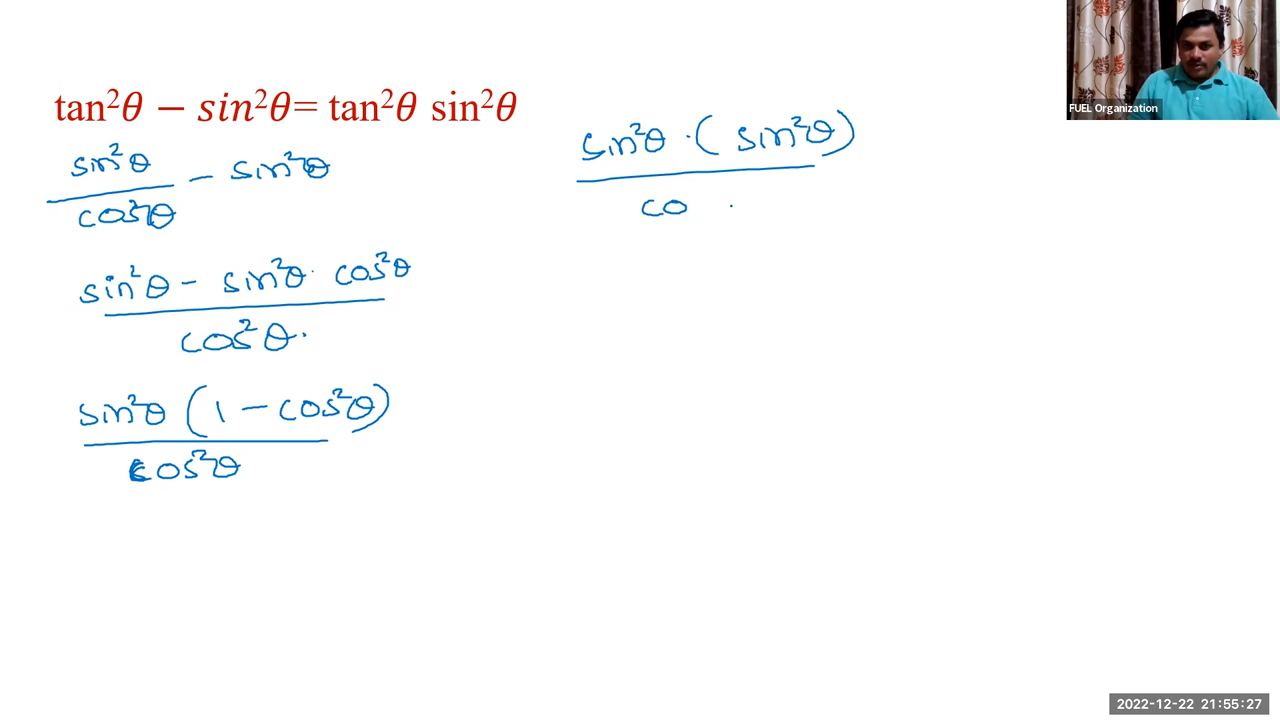 tan²θ − sin²θ= tan²θ sin²θ
sin²θ
cos²θ
− sin²θ
sin²θ − sin²θ · cos²θ
cos²θ.
sin²θ (1 − cos²θ)
cos²θ
sin²θ · (sin²θ)
co .
FUEL Organization
2022-12-22 21:55:27